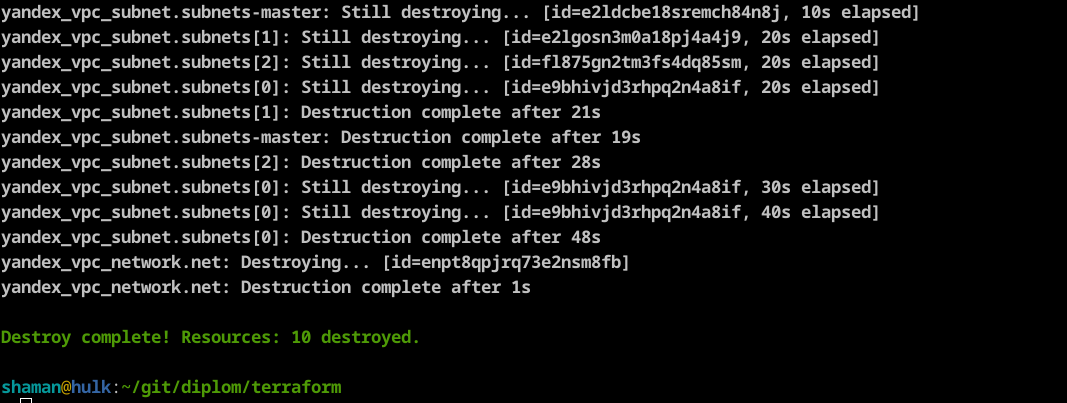 yandex_vpc_subnet.subnets-master: Still destroying... [id=e2ldcbe18sremch84n8j, 10s elapsed]
yandex_vpc_subnet.subnets[1]: Still destroying... [id=e2lgosn3m0a18pj4a4j9, 20s elapsed]
yandex_vpc_subnet.subnets[2]: Still destroying... [id=fl875gn2tm3fs4dq85sm, 20s elapsed]
yandex_vpc_subnet.subnets[0]: Still destroying... [id=e9bhivjd3rhpq2n4a8if, 20s elapsed]
yandex_vpc_subnet.subnets[1]: Destruction complete after 21s
yandex_vpc_subnet.subnets-master: Destruction complete after 19s
yandex_vpc_subnet.subnets[2]: Destruction complete after 28s
yandex_vpc_subnet.subnets[0]: Still destroying... [id=e9bhivjd3rhpq2n4a8if, 30s elapsed]
yandex_vpc_subnet.subnets[0]: Still destroying... [id=e9bhivjd3rhpq2n4a8if, 40s elapsed]
yandex_vpc_subnet.subnets[0]: Destruction complete after 48s
yandex_vpc_network.net: Destroying... [id=enpt8qpjrq73e2nsm8fb]
yandex_vpc_network.net: Destruction complete after 1s
Destroy complete! Resources: 10 destroyed.
shaman@hulk:~/git/diplom/terraform